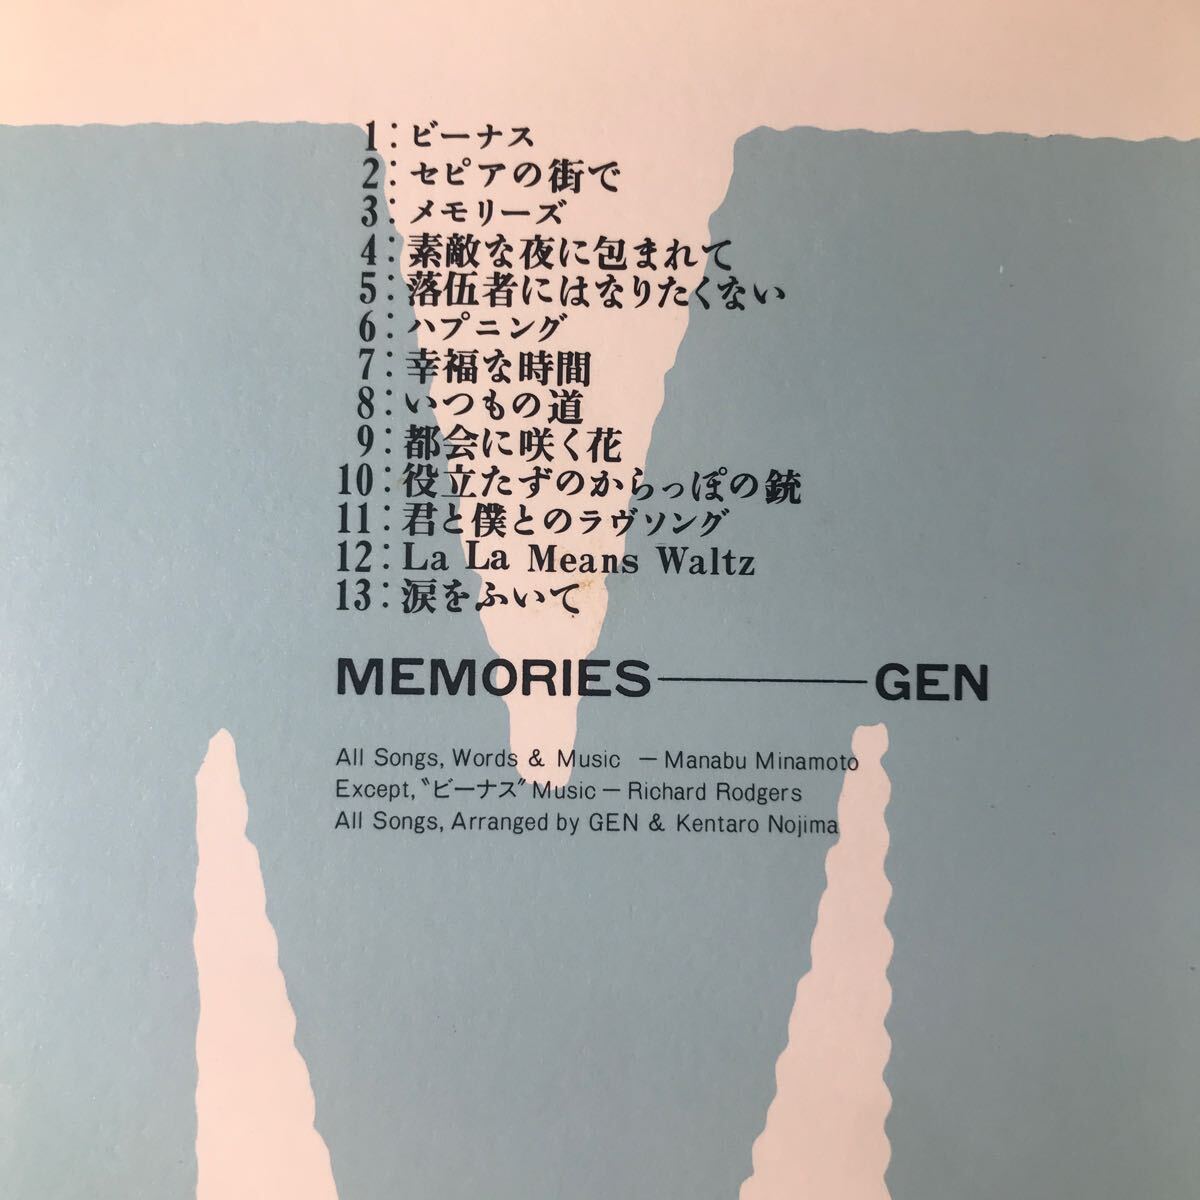 1：ビーナス
2：セピアの街で
3：メモリーズ
4：素敵な夜に包まれて
5：落伍者にはなりたくない
6：ハプニング
7：幸福な時間
8：いつもの道
9：都会に咲く花
10：役立たずのからっぽの銃
11：君と僕とのラヴソング
12：La La Means Waltz
13：涙をふいて
MEMORIES———GEN
All Songs, Words & Music — Manabu Minamoto
Except, "ビーナス" Music — Richard Rodgers
All Songs, Arranged by GEN & Kentaro Nojima